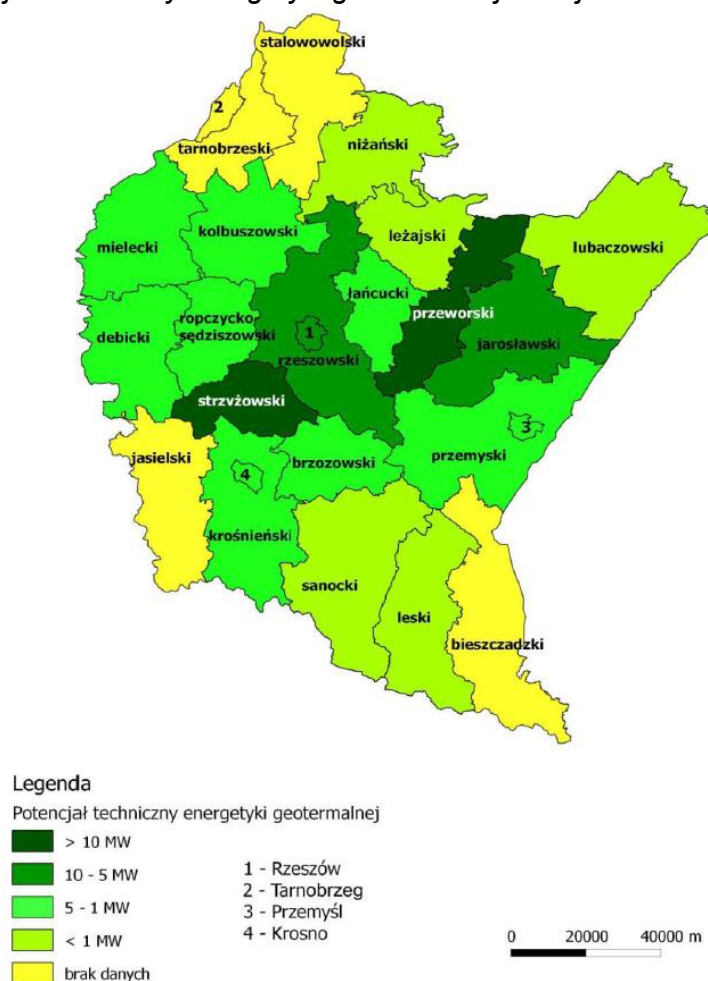 stalowowolski
2
tarnobrzeski
niżański
kolbuszowski
leżajski
mielecki
lubaczowski
łańcucki
ropczycko-
sędziszowski
przeworski
debicki
1
rzeszowski
jarosławski
strzyżowski
3
jasielski
brzozowski
przemyski
4
krośnieński
sanocki
leski
bieszczadzki
Legenda
Potencjał techniczny energetyki geotermalnej
> 10 MW
10 - 5 MW
5 - 1 MW
< 1 MW
brak danych
1 - Rzeszów
2 - Tarnobrzeg
3 - Przemyśl
4 - Krosno
0 20000 40000 m